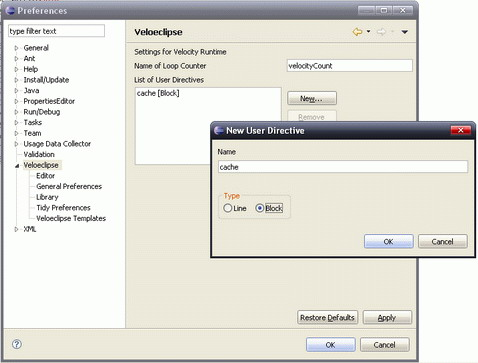 Preferences
type filter text
Veloeclipse
General
Ant
Help
Install/Update
Java
PropertiesEditor
Run/Debug
Tasks
Team
Usage Data Collector
Validation
Veloeclipse
Editor
General Preferences
Library
Tidy Preferences
Veloeclipse Templates
XML
Settings for Velocity Runtime
Name of Loop Counter
velocityCount
List of User Directives
cache [Block]
New...
Remove
New User Directive
Name
cache
Type
Line
Block
OK
Cancel
Restore Defaults
Apply
OK
Cancel